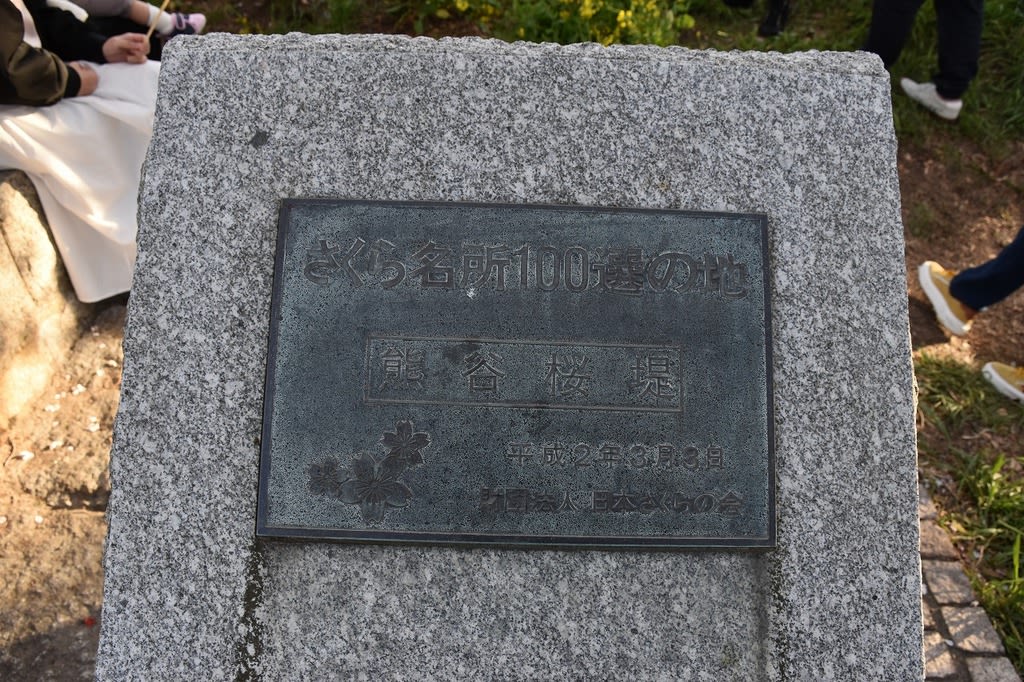 さくら名所100選の地
熊谷桜堤
平成2年3月3日
財団法人 日本さくらの会